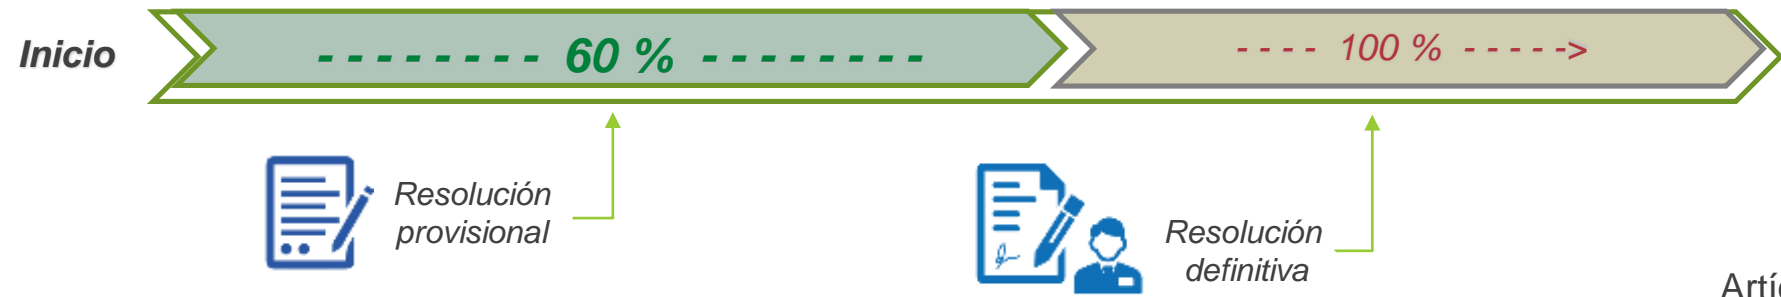 Inicio
- - - - - - - - 60 % - - - - - - - -
- - - - 100 % - - - - ->
Resolución
provisional
Resolución
definitiva